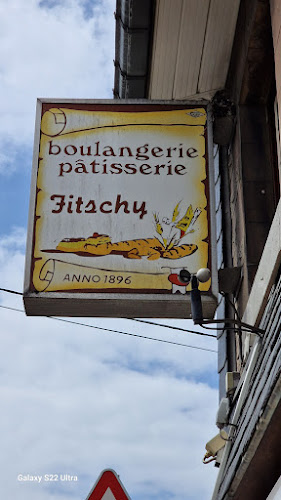 boulangerie
pâtisserie
Fitschy
ANNO 1896
Galaxy S22 Ultra